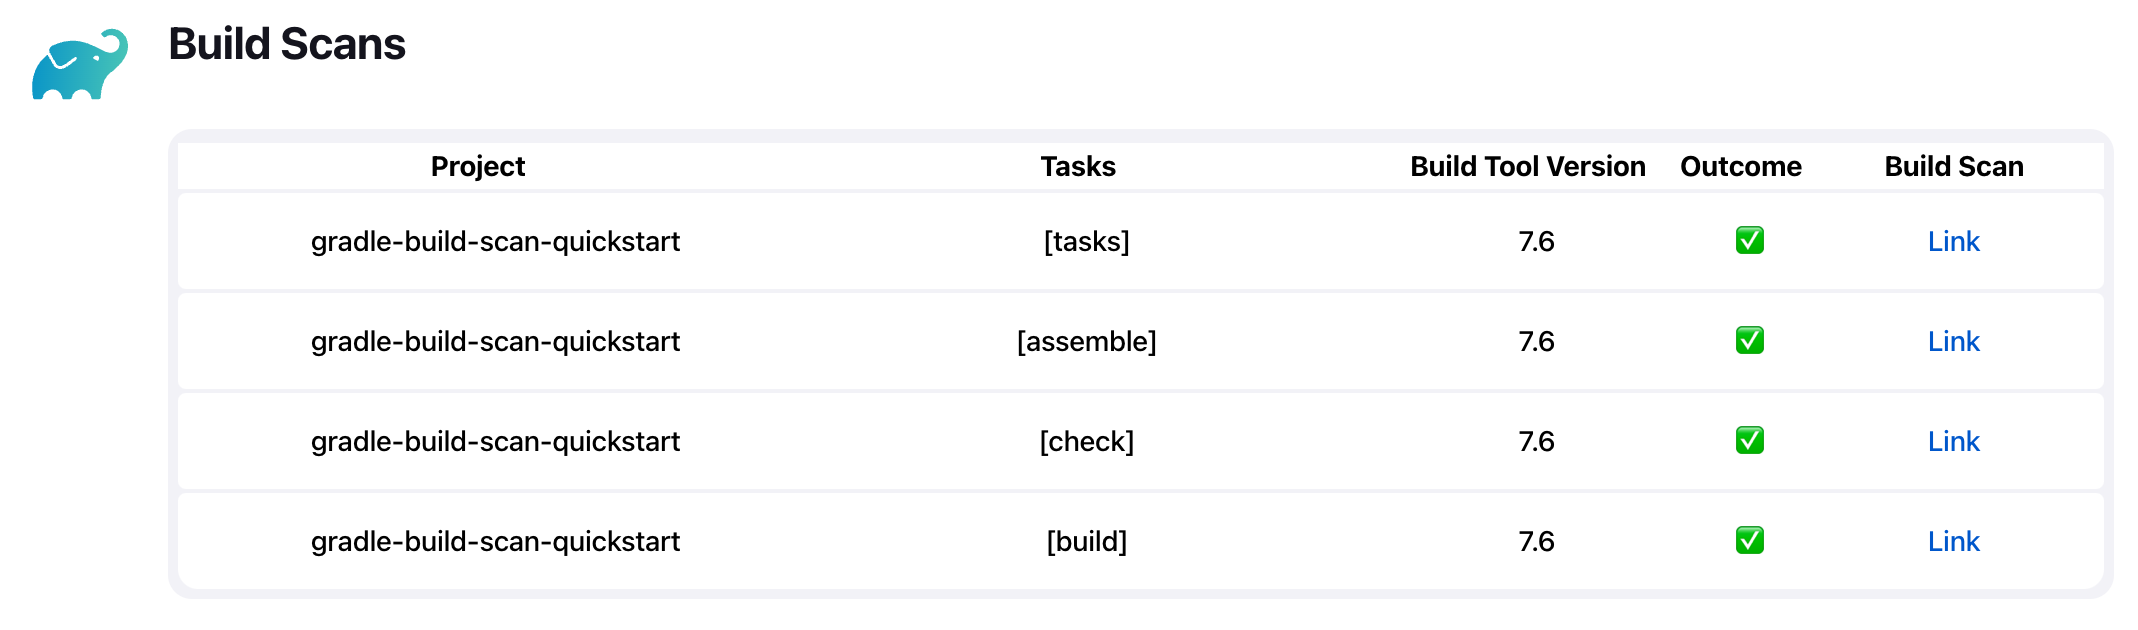 Build Scans
Project Tasks Build Tool Version Outcome Build Scan
gradle-build-scan-quickstart [tasks] 7.6 ✅ Link
gradle-build-scan-quickstart [assemble] 7.6 ✅ Link
gradle-build-scan-quickstart [check] 7.6 ✅ Link
gradle-build-scan-quickstart [build] 7.6 ✅ Link